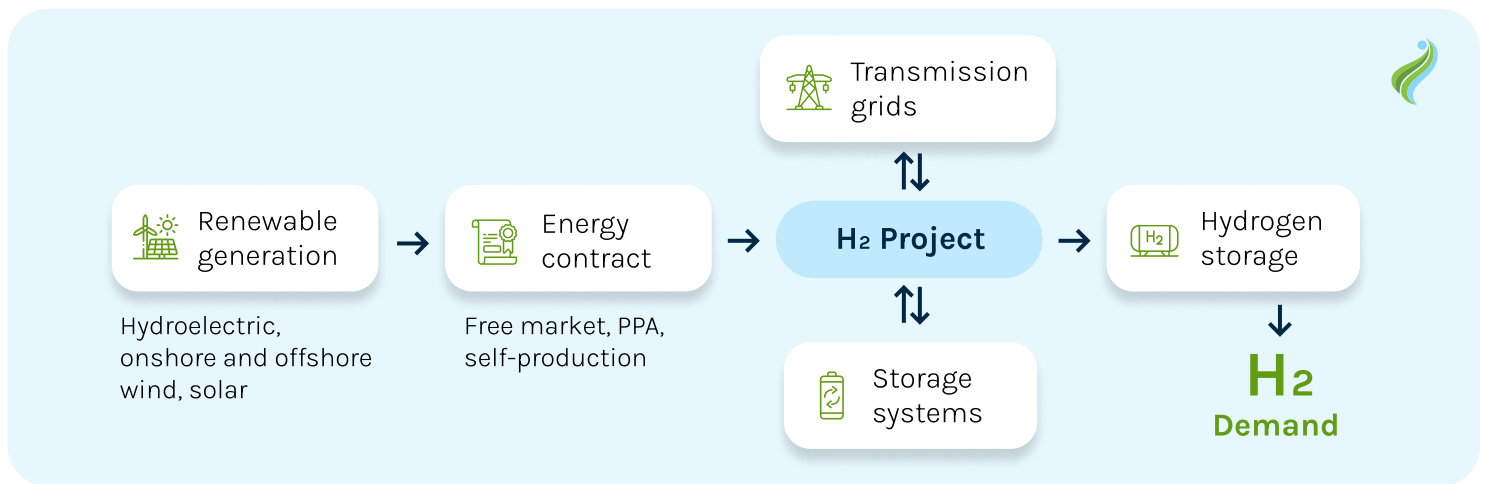 Transmission
grids
Renewable
generation
Hydroelectric,
onshore and offshore
wind, solar
Energy
contract
Free market, PPA,
self-production
H₂ Project
Storage
systems
H₂
Hydrogen
storage
H₂
Demand